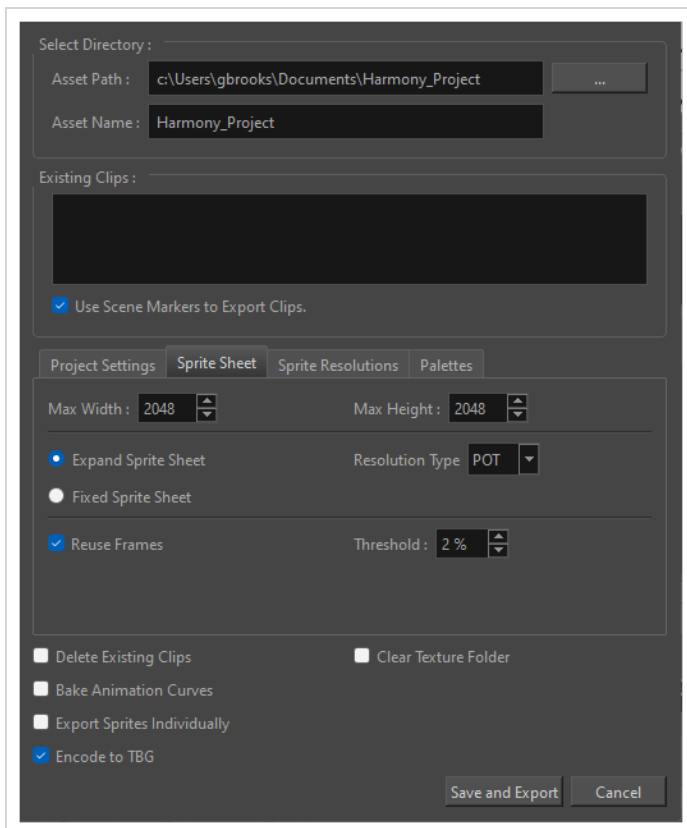 Select Directory :
Asset Path : c:\Users\gbrooks\Documents\Harmony_Project ...
Asset Name : Harmony_Project
Existing Clips :
Use Scene Markers to Export Clips.
Project Settings Sprite Sheet Sprite Resolutions Palettes
Max Width : 2048 Max Height : 2048
Expand Sprite Sheet Resolution Type POT
Fixed Sprite Sheet
Reuse Frames Threshold : 2 %
Delete Existing Clips Clear Texture Folder
Bake Animation Curves
Export Sprites Individually
Encode to TBG
Save and Export Cancel